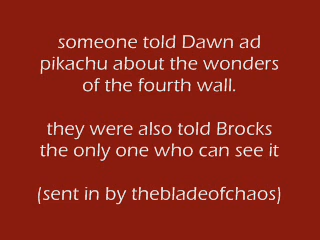 someone told Dawn ad
pikachu about the wonders
of the fourth wall.
they were also told Brocks
the only one who can see it
(sent in by thebladeofchaos)